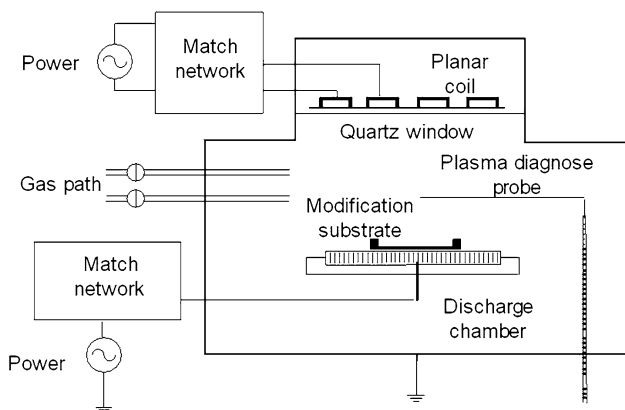 Power
Match
network
Planar
coil
Quartz window
Gas path
Plasma diagnose
probe
Modification
substrate
Match
network
Power
Discharge
chamber